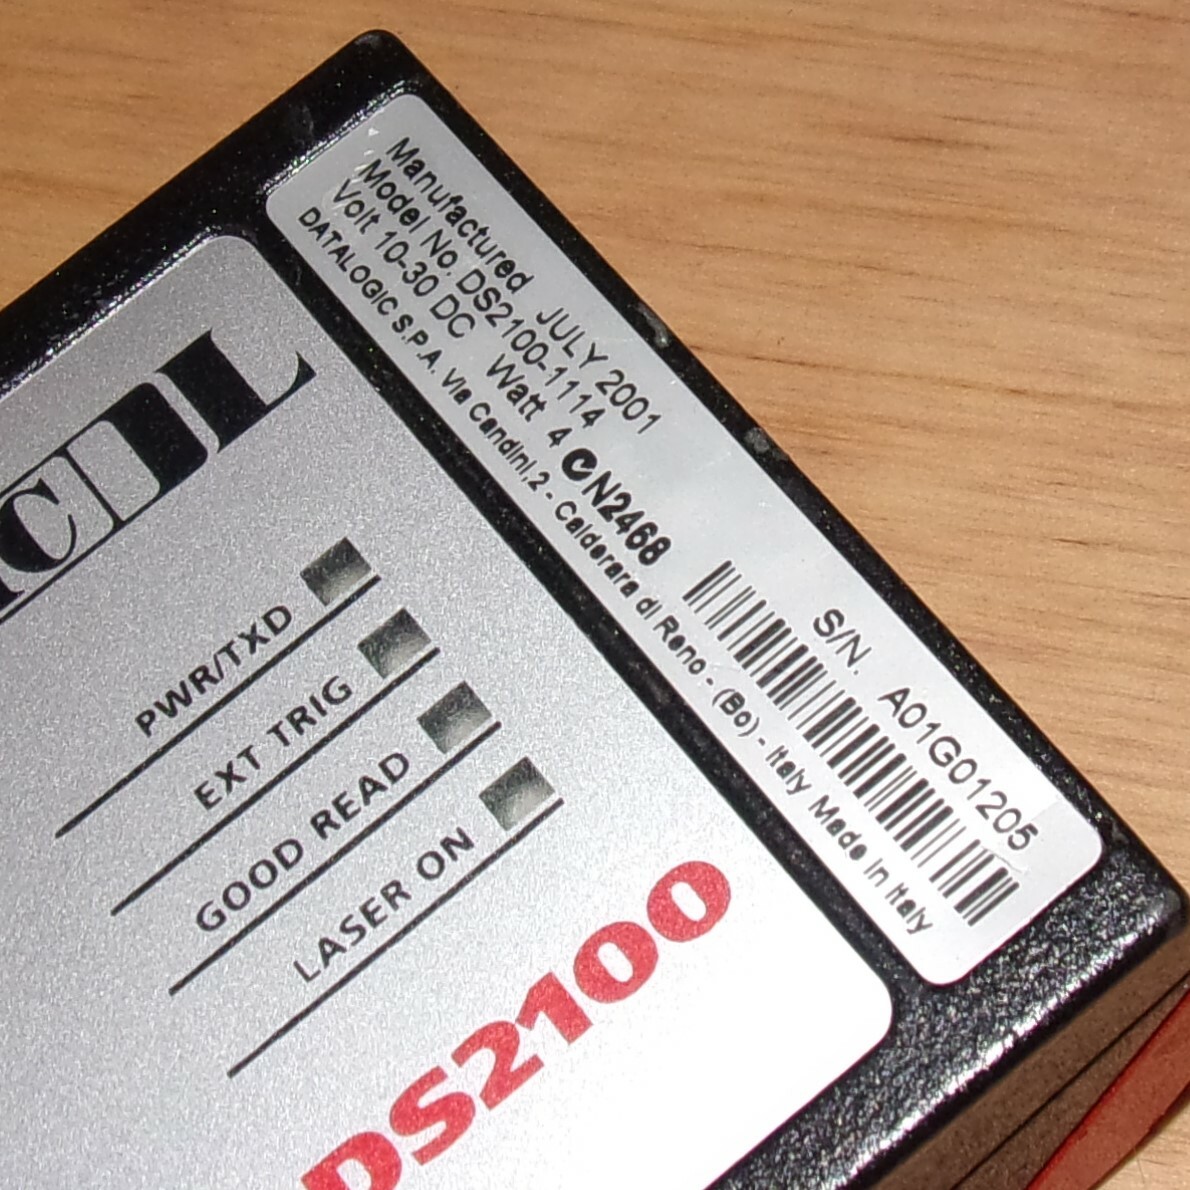 Manufactured JULY 2001
Model No. DS2100-1114
Volt 10-30 DC Watt 4 N2468
DATALOGIC S.P.A. Via Candini,2 - Calderara di Reno - (Bo) - Italy Made in Italy
S/N. A01G01205
PWR/TXD
EXT TRIG
GOOD READ
LASER ON
DS2100